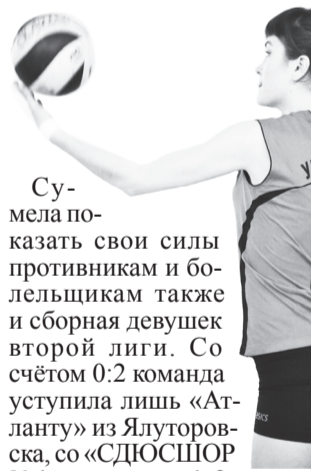 Су-
мела по-
казать свои силы
противникам и бо-
лельщикам также
и сборная девушек
второй лиги. Со
счётом 0:2 команда
уступила лишь «Ат-
ланту» из Ялуторов-
ска, со «СДЮСШОР